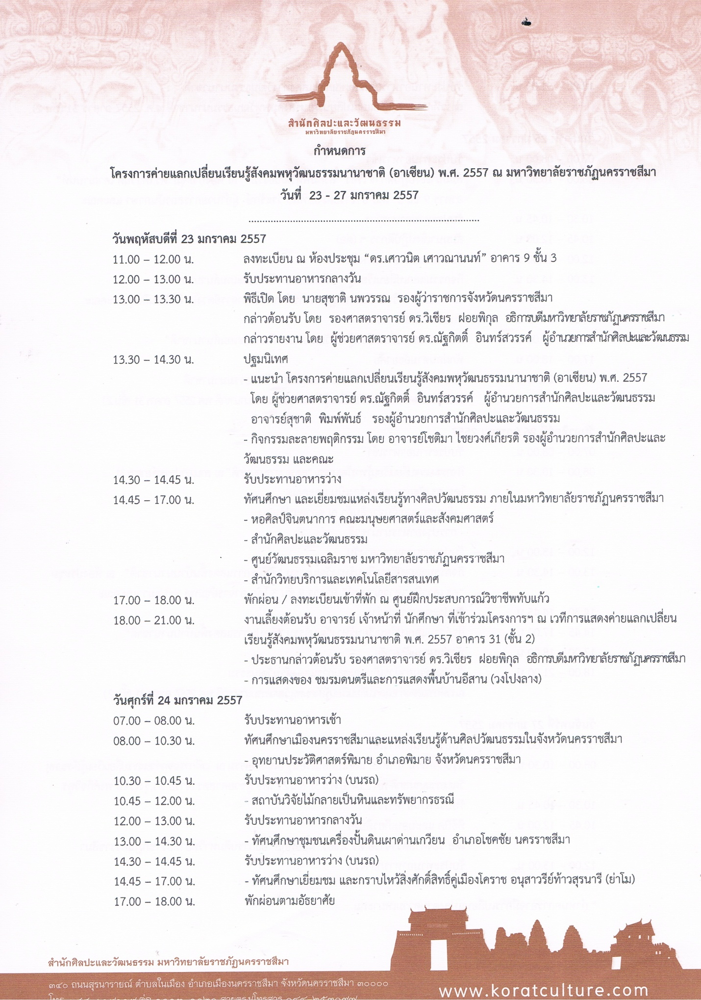 สำนักศิลปะและวัฒนธรรม
มหาวิทยาลัยราชภัฏนครราชสีมา
กำหนดการ
โครงการค่ายแลกเปลี่ยนเรียนรู้สังคมพหุวัฒนธรรมนานาชาติ (อาเซียน) พ.ศ. 2557 ณ มหาวิทยาลัยราชภัฏนครราชสีมา
วันที่ 23 - 27 มกราคม 2557
วันพฤหัสบดีที่ 23 มกราคม 2557
11.00 – 12.00 น. ลงทะเบียน ณ ห้องประชุม “ดร.เศาวนิต เศาวณานนท์” อาคาร 9 ชั้น 3
12.00 – 13.00 น. รับประทานอาหารกลางวัน
13.00 – 13.30 น. พิธีเปิด โดย นายสุชาติ นพวรรณ รองผู้ว่าราชการจังหวัดนครราชสีมา
กล่าวต้อนรับ โดย รองศาสตราจารย์ ดร.วิเชียร ฝอยพิกุล อธิการบดีมหาวิทยาลัยราชภัฏนครราชสีมา
กล่าวรายงาน โดย ผู้ช่วยศาสตราจารย์ ดร.ณัฐกิตติ์ อินทร์สวรรค์ ผู้อำนวยการสำนักศิลปะและวัฒนธรรม
13.30 – 14.30 น. ปฐมนิเทศ
- แนะนำ โครงการค่ายแลกเปลี่ยนเรียนรู้สังคมพหุวัฒนธรรมนานาชาติ (อาเซียน) พ.ศ. 2557
โดย ผู้ช่วยศาสตราจารย์ ดร.ณัฐกิตติ์ อินทร์สวรรค์ ผู้อำนวยการสำนักศิลปะและวัฒนธรรม
อาจารย์สุชาติ พิมพ์พันธ์ รองผู้อำนวยการสำนักศิลปะและวัฒนธรรม
- กิจกรรมละลายพฤติกรรม โดย อาจารย์โชติมา ไชยวงศ์เกียรติ รองผู้อำนวยการสำนักศิลปะและ
วัฒนธรรม และคณะ
14.30 – 14.45 น. รับประทานอาหารว่าง
14.45 – 17.00 น. ทัศนศึกษา และเยี่ยมชมแหล่งเรียนรู้ทางศิลปวัฒนธรรม ภายในมหาวิทยาลัยราชภัฏนครราชสีมา
- หอศิลป์จินตนาการ คณะมนุษยศาสตร์และสังคมศาสตร์
- สำนักศิลปะและวัฒนธรรม
- ศูนย์วัฒนธรรมเฉลิมราช มหาวิทยาลัยราชภัฏนครราชสีมา
- สำนักวิทยบริการและเทคโนโลยีสารสนเทศ
17.00 – 18.00 น. พักผ่อน / ลงทะเบียนเข้าที่พัก ณ ศูนย์ฝึกประสบการณ์วิชาชีพทับแก้ว
18.00 – 21.00 น. งานเลี้ยงต้อนรับ อาจารย์ เจ้าหน้าที่ นักศึกษา ที่เข้าร่วมโครงการฯ ณ เวทีการแสดงค่ายแลกเปลี่ยน
เรียนรู้สังคมพหุวัฒนธรรมนานาชาติ พ.ศ. 2557 อาคาร 31 (ชั้น 2)
- ประธานกล่าวต้อนรับ รองศาสตราจารย์ ดร.วิเชียร ฝอยพิกุล อธิการบดีมหาวิทยาลัยราชภัฏนครราชสีมา
- การแสดงของ ชมรมดนตรีและการแสดงพื้นบ้านอีสาน (วงโปงลาง)
วันศุกร์ที่ 24 มกราคม 2557
07.00 – 08.00 น. รับประทานอาหารเช้า
08.00 – 10.30 น. ทัศนศึกษาเมืองนครราชสีมาและแหล่งเรียนรู้ด้านศิลปวัฒนธรรมในจังหวัดนครราชสีมา
- อุทยานประวัติศาสตร์พิมาย อำเภอพิมาย จังหวัดนครราชสีมา
10.30 – 10.45 น. รับประทานอาหารว่าง (บนรถ)
10.45 – 12.00 น. - สถาบันวิจัยไม้กลายเป็นหินและทรัพยากรธรณี
12.00 – 13.00 น. รับประทานอาหารกลางวัน
13.00 – 14.30 น. - ทัศนศึกษาชุมชนเครื่องปั้นดินเผาด่านเกวียน อำเภอโชคชัย นครราชสีมา
14.30 – 14.45 น. รับประทานอาหารว่าง (บนรถ)
14.45 – 17.00 น. - ทัศนศึกษาเยี่ยมชม และกราบไหว้สิ่งศักดิ์สิทธิ์คู่เมืองโคราช อนุสาวรีย์ท้าวสุรนารี (ย่าโม)
17.00 – 18.00 น. พักผ่อนตามอัธยาศัย
สำนักศิลปะและวัฒนธรรม มหาวิทยาลัยราชภัฏนครราชสีมา
๓๔๐ ถนนสุรนารายณ์ ตำบลในเมือง อำเภอเมืองนครราชสีมา จังหวัดนครราชสีมา ๓๐๐๐๐
www.koratculture.com